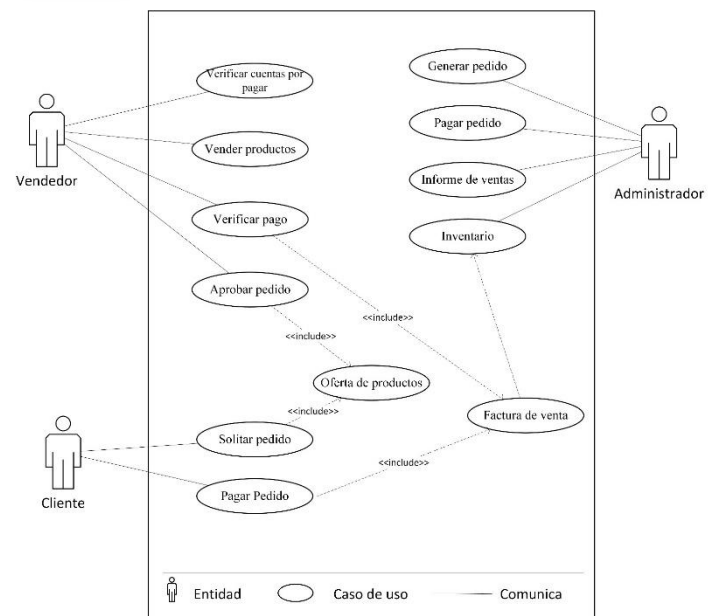 Verificar cuentas por
pagar
Generar pedido
Vendedor
Vender productos
Pagar pedido
Administrador
Informe de ventas
Verificar pago
Inventario
Aprobar pedido
<<include>>
<<include>>
Oferta de productos
<<include>>
Factura de venta
Solitar pedido
<<include>>
Cliente
Pagar Pedido
Entidad
Caso de uso
Comunica